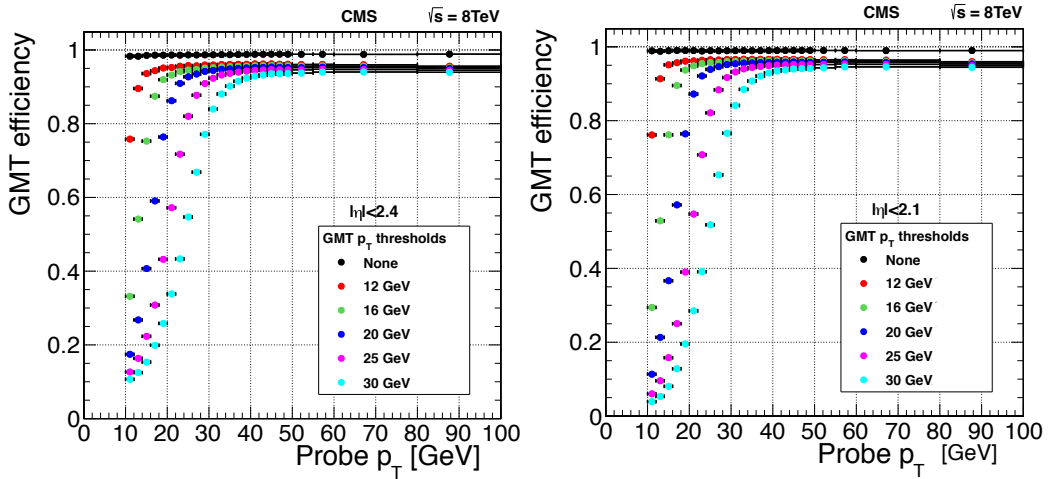 CMS √s = 8TeV
GMT efficiency
1
0.8
0.6
0.4
0.2
0
|η|<2.4
GMT p_T thresholds
None
12 GeV
16 GeV
20 GeV
25 GeV
30 GeV
0 10 20 30 40 50 60 70 80 90 100
Probe p_T [GeV]
CMS √s = 8TeV
GMT efficiency
1
0.8
0.6
0.4
0.2
0
|η|<2.1
GMT p_T thresholds
None
12 GeV
16 GeV
20 GeV
25 GeV
30 GeV
0 10 20 30 40 50 60 70 80 90 100
Probe p_T [GeV]